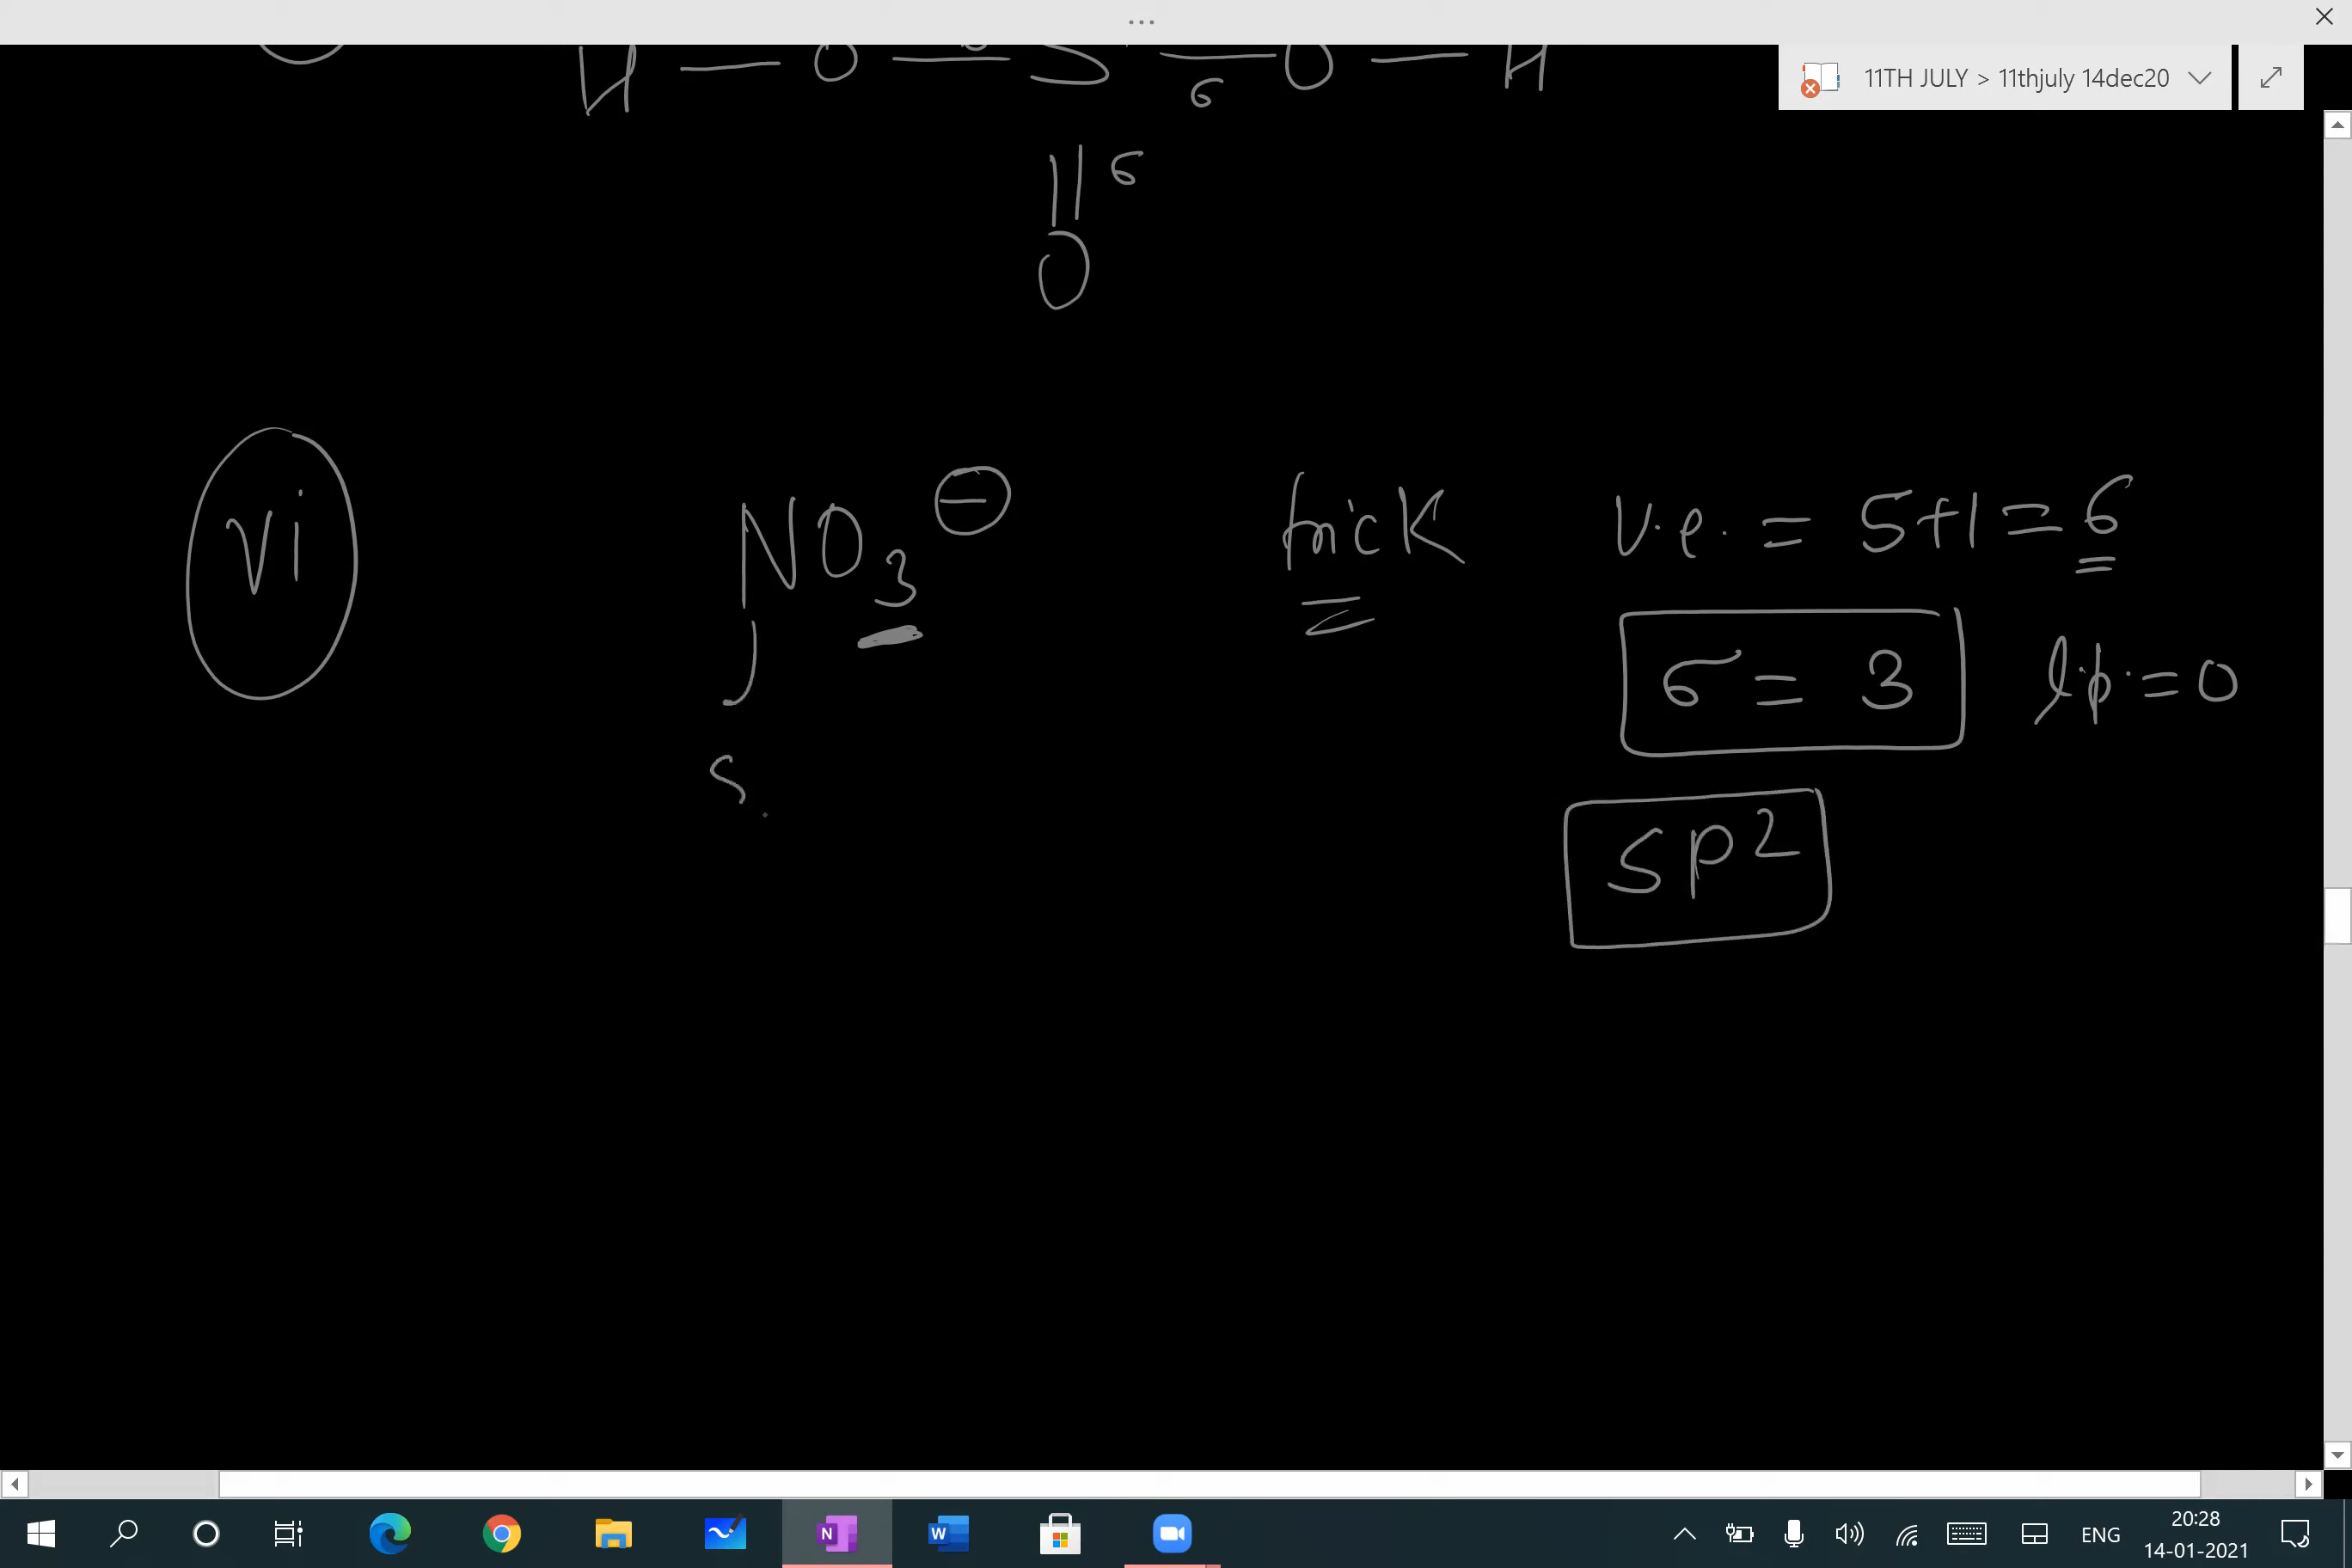 ...
11TH JULY > 11thjuly 14dec20
H — O — S — O — H
σ
|| σ
O
vi
NO3⊖ trick v.e. = 5+1 = 6
σ = 3 l.p. = 0
5
SP2
ENG
20:28
14-01-2021